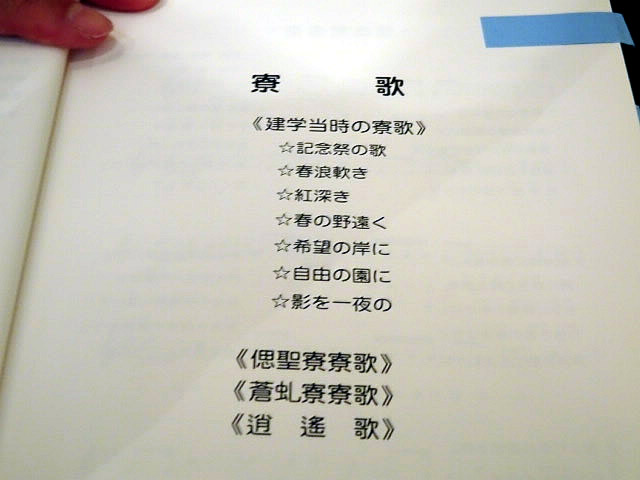 寮　歌
《建学当時の寮歌》
☆記念祭の歌
☆春浪軟き
☆紅深き
☆春の野遠く
☆希望の岸に
☆自由の園に
☆影を一夜の
《偲聖寮寮歌》
《蒼虬寮寮歌》
《逍　遙　歌》